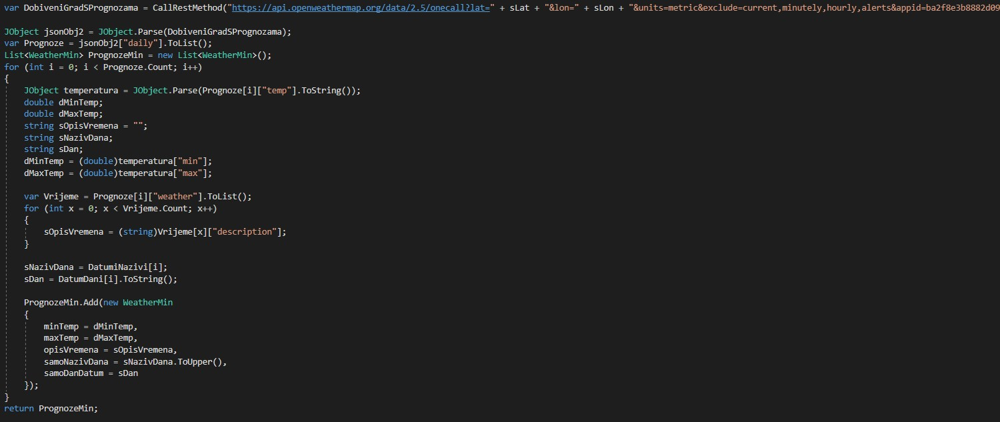 var DobiveniGradSPrognozama = CallRestMethod("https://api.openweathermap.org/data/2.5/onecall?lat=" + sLat + "&lon=" + sLon + "&units=metric&exclude=current,minutely,hourly,alerts&appid=ba2f8e3b8882d09
JObject jsonObj2 = JObject.Parse(DobiveniGradSPrognozama);
var Prognoze = jsonObj2["daily"].ToList();
List<WeatherMin> PrognozeMin = new List<WeatherMin>();
for (int i = 0; i < Prognoze.Count; i++)
{
JObject temperatura = JObject.Parse(Prognoze[i]["temp"].ToString());
double dMinTemp;
double dMaxTemp;
string sOpisVremena = "";
string sNazivDana;
string sDan;
dMinTemp = (double)temperatura["min"];
dMaxTemp = (double)temperatura["max"];
var Vrijeme = Prognoze[i]["weather"].ToList();
for (int x = 0; x < Vrijeme.Count; x++)
{
sOpisVremena = (string)Vrijeme[x]["description"];
}
sNazivDana = DatumiNazivi[i];
sDan = DatumDani[i].ToString();
PrognozeMin.Add(new WeatherMin
{
minTemp = dMinTemp,
maxTemp = dMaxTemp,
opisVremena = sOpisVremena,
samoNazivDana = sNazivDana.ToUpper(),
samoDanDatum = sDan
});
}
return PrognozeMin;